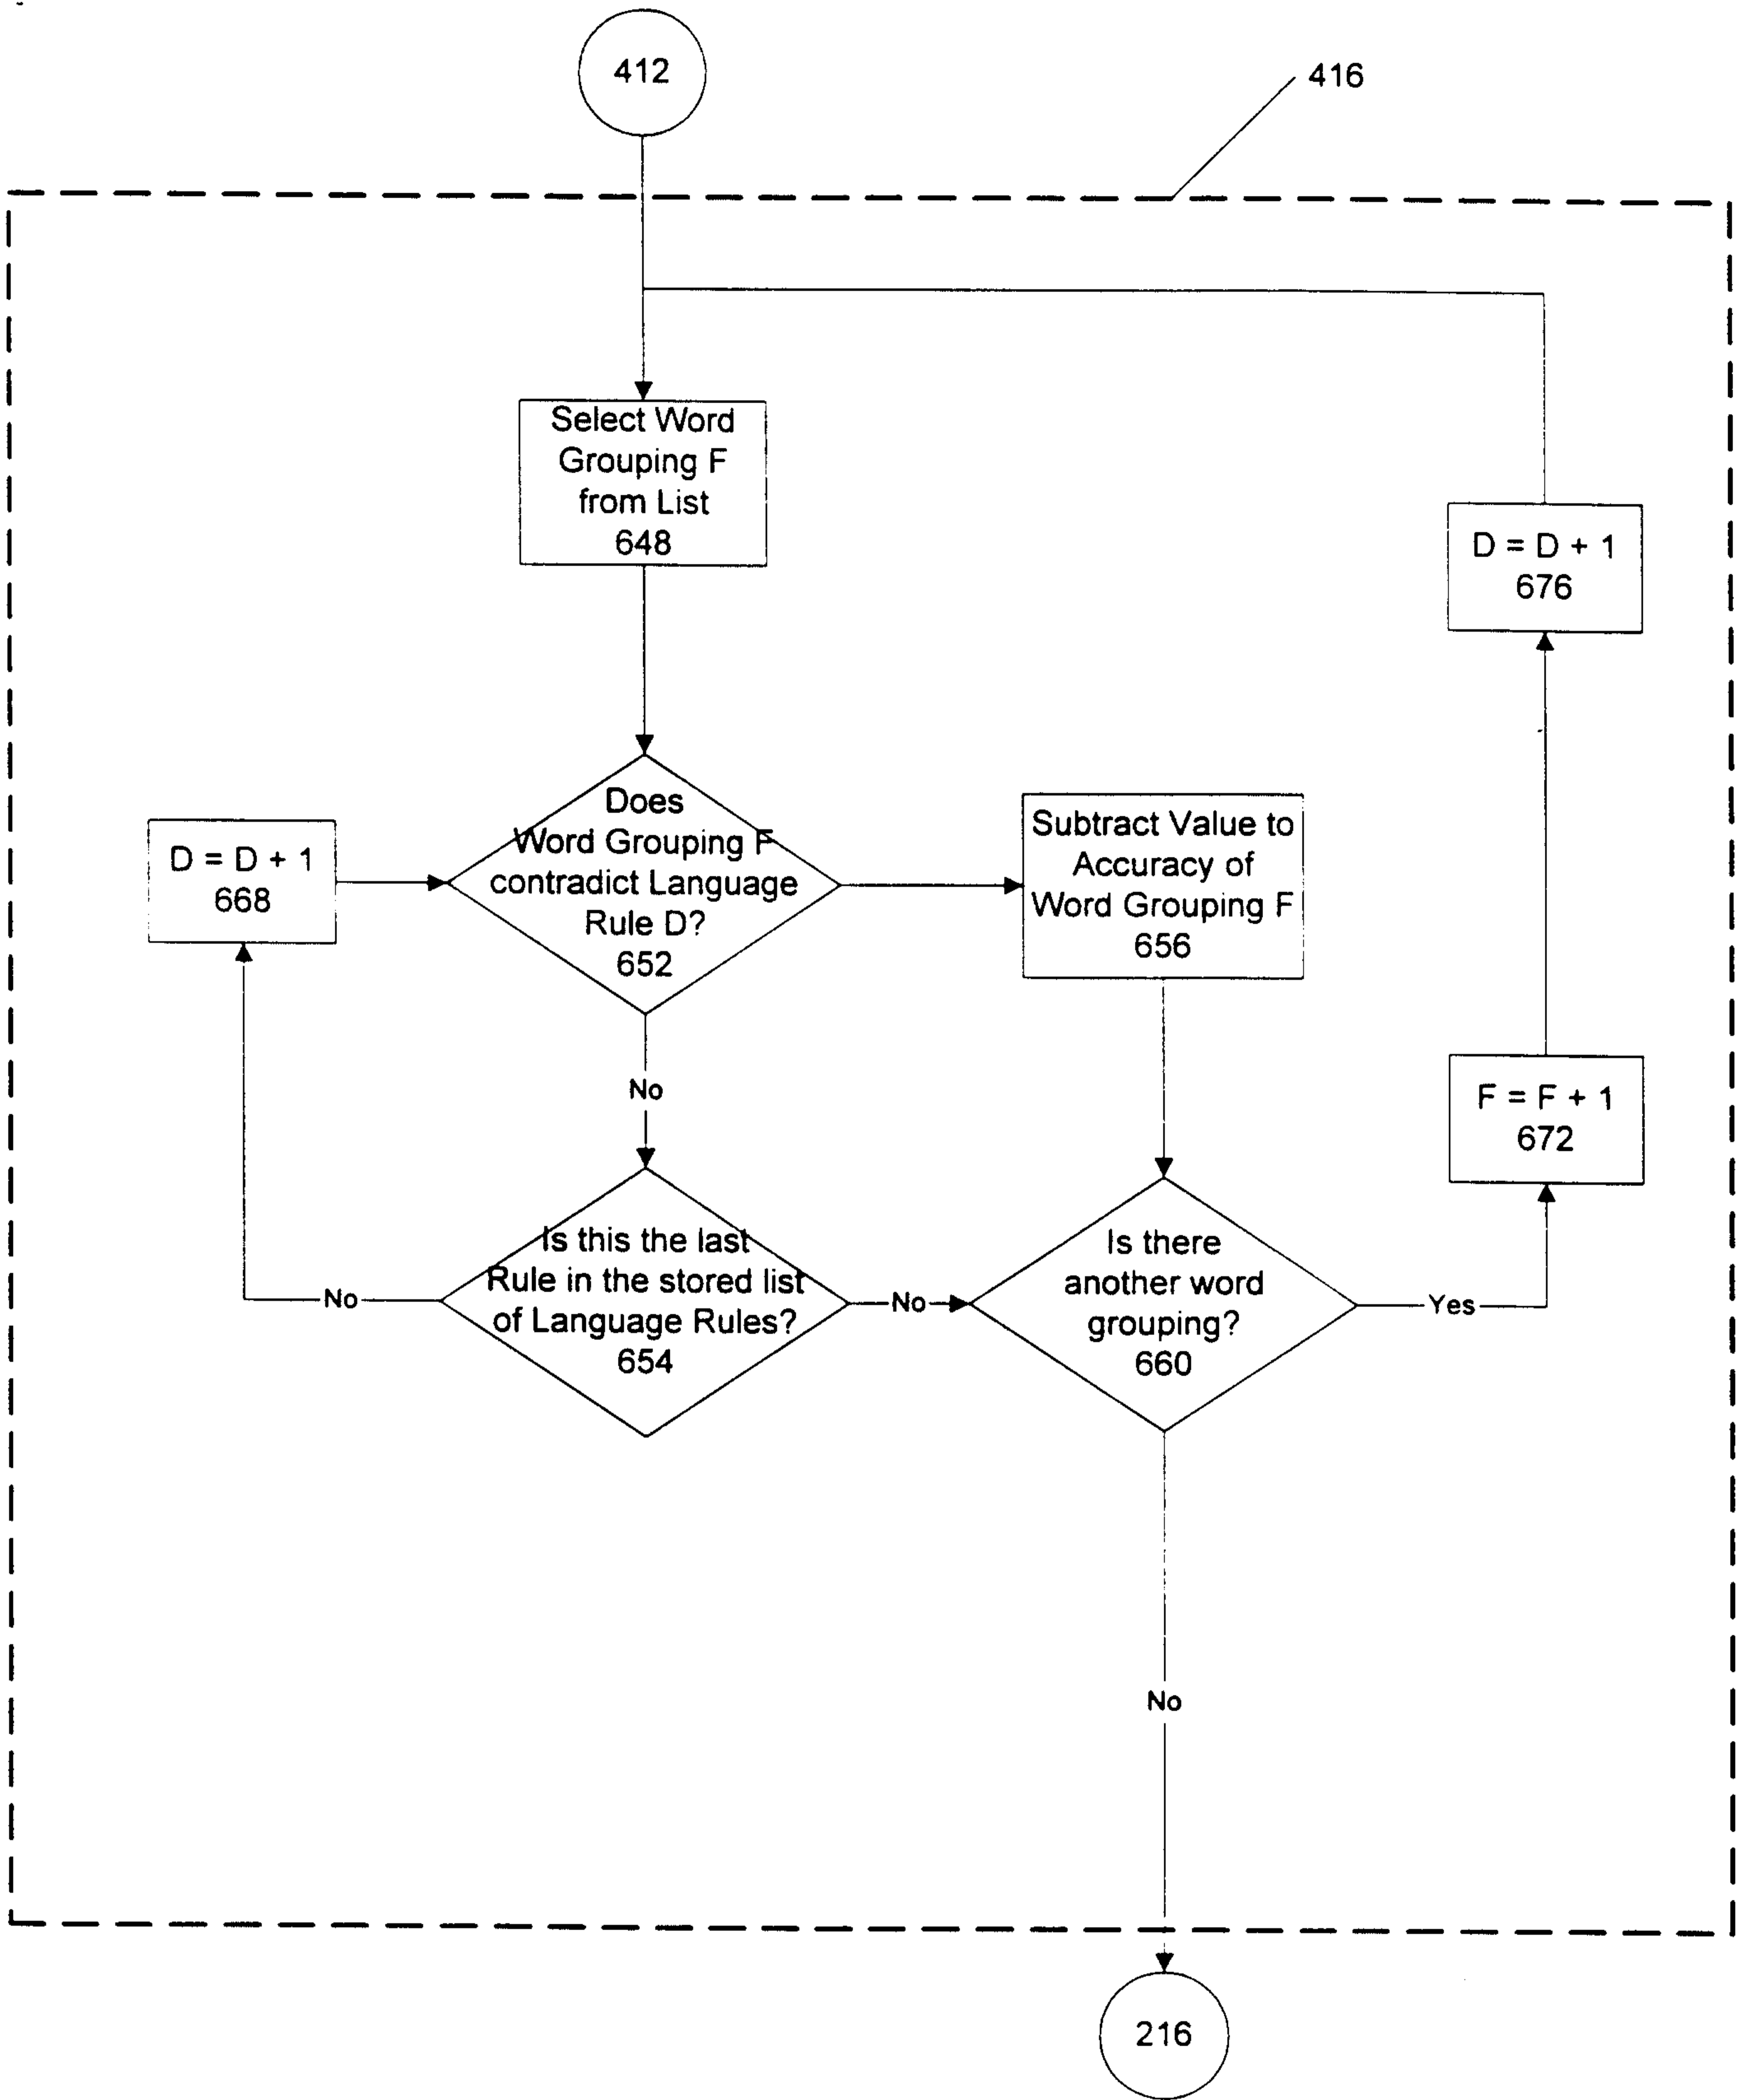 412
416
Select Word
Grouping F
from List
648
D = D + 1
676
Does
Word Grouping F
contradict Language
Rule D?
652
Subtract Value to
Accuracy of
Word Grouping F
656
D = D + 1
668
No
F = F + 1
672
Is this the last
Rule in the stored list
of Language Rules?
654
No
No
Is there
another word
grouping?
660
Yes
No
216